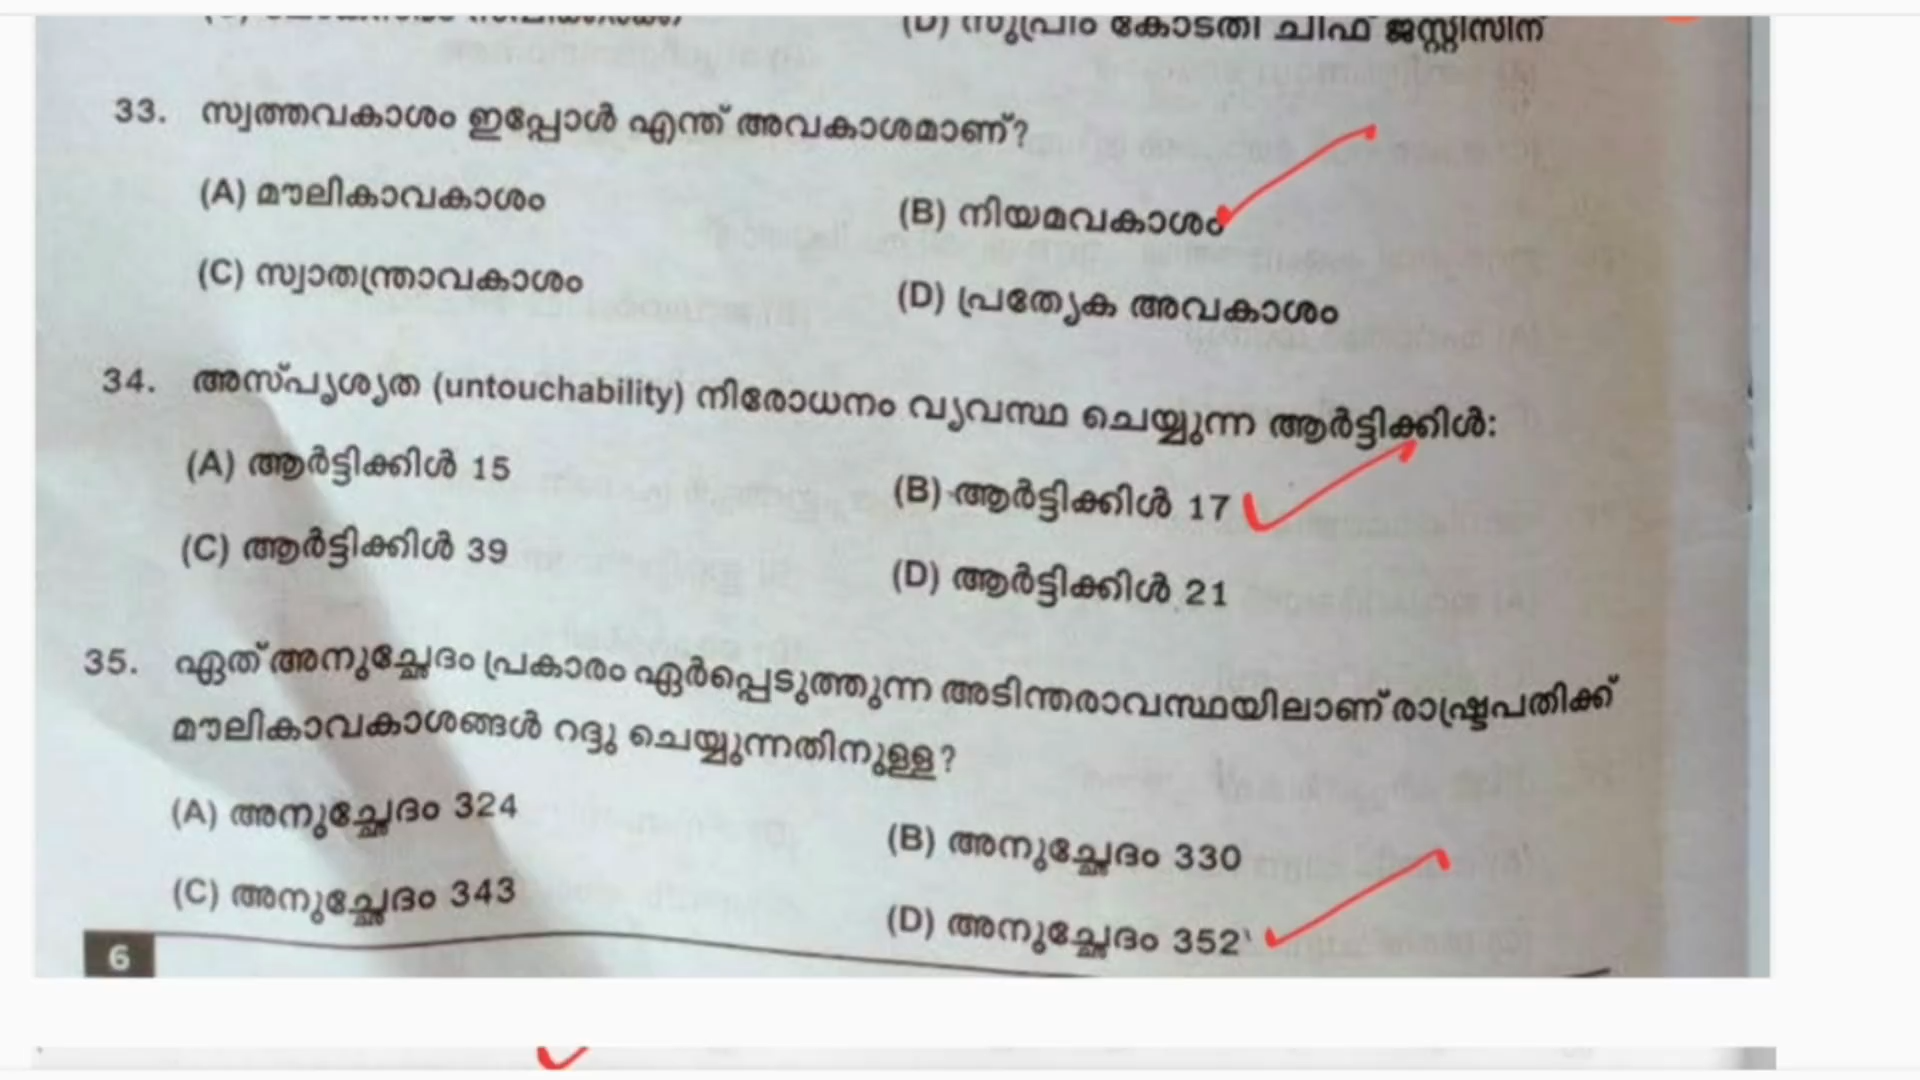 (D) സുപ്രീം കോടതി ചീഫ് ജസ്റ്റിസിന്
33. സ്വത്തവകാശം ഇപ്പോൾ എന്ത് അവകാശമാണ്?
(A) മൗലികാവകാശം
(B) നിയമവകാശം
(C) സ്വാതന്ത്രാവകാശം
(D) പ്രത്യേക അവകാശം
34. അസ്പൃശ്യത (untouchability) നിരോധനം വ്യവസ്ഥ ചെയ്യുന്ന ആർട്ടിക്കിൾ:
(A) ആർട്ടിക്കിൾ 15
(B) ആർട്ടിക്കിൾ 17
(C) ആർട്ടിക്കിൾ 39
(D) ആർട്ടിക്കിൾ 21
35. ഏത് അനുച്ഛേദം പ്രകാരം ഏർപ്പെടുത്തുന്ന അടിന്തരാവസ്ഥയിലാണ് രാഷ്ട്രപതിക്ക്
മൗലികാവകാശങ്ങൾ റദ്ദു ചെയ്യുന്നതിനുള്ള?
(A) അനുച്ഛേദം 324
(B) അനുച്ഛേദം 330
(C) അനുച്ഛേദം 343
(D) അനുച്ഛേദം 352
6